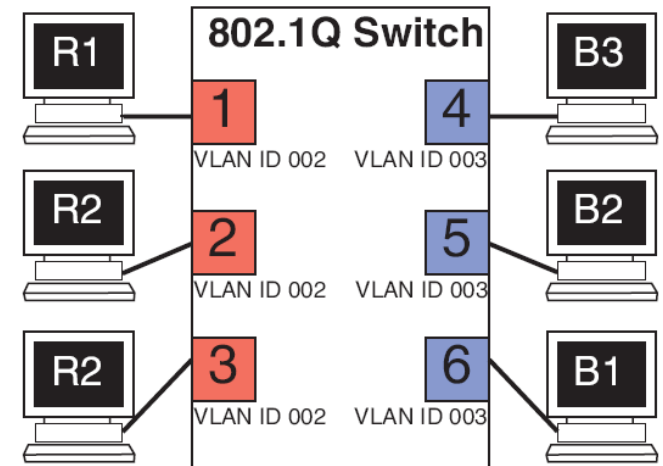 802.1Q Switch
R1
1
VLAN ID 002
4
VLAN ID 003
B3
R2
2
VLAN ID 002
5
VLAN ID 003
B2
R2
3
VLAN ID 002
6
VLAN ID 003
B1